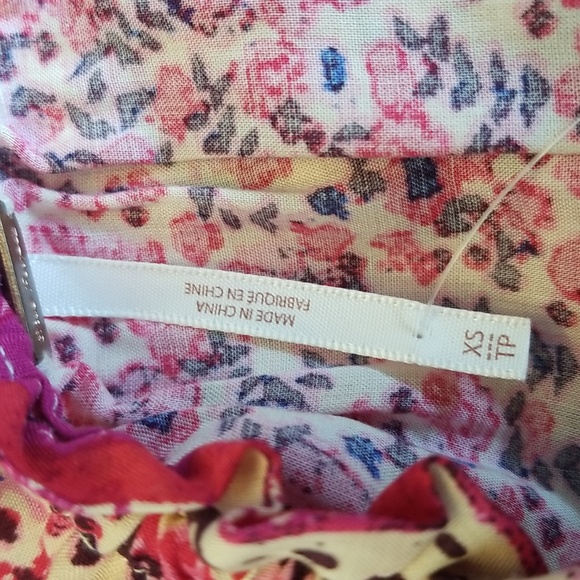 MADE IN CHINA
FABRIQUÉ EN CHINE
XS
TP